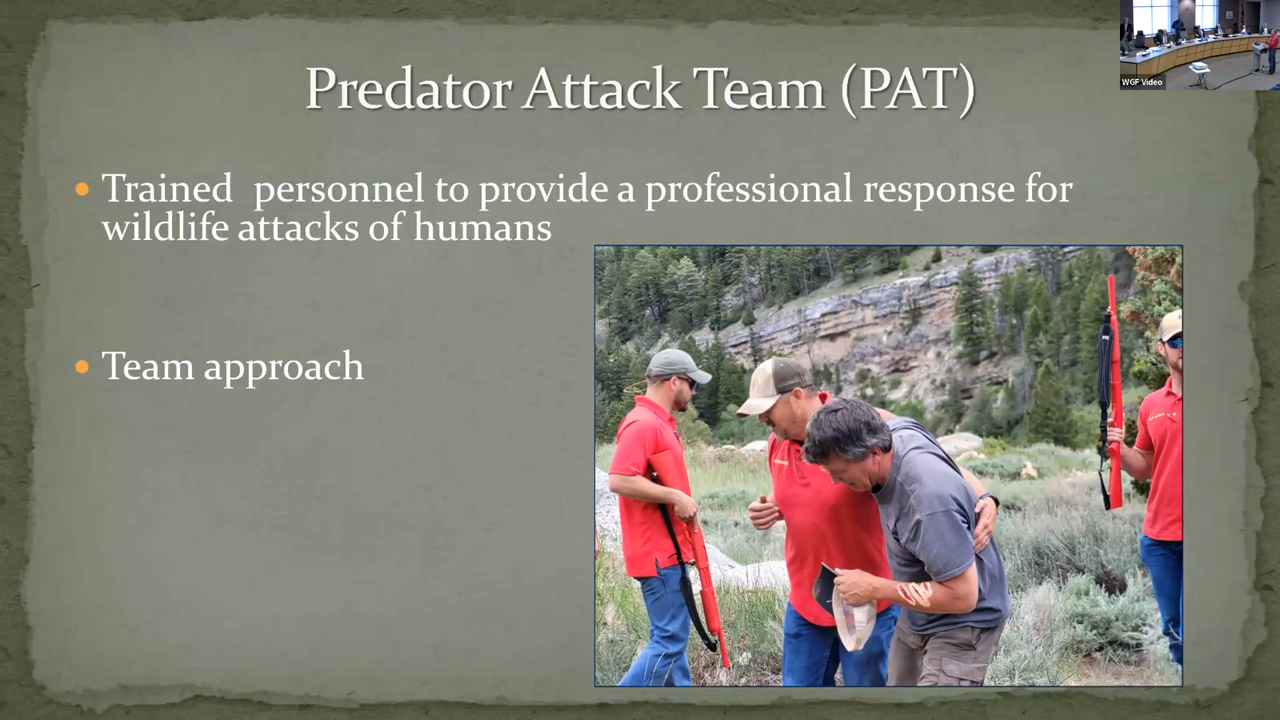 Predator Attack Team (PAT)
WGF Video
Trained personnel to provide a professional response for
wildlife attacks of humans
Team approach